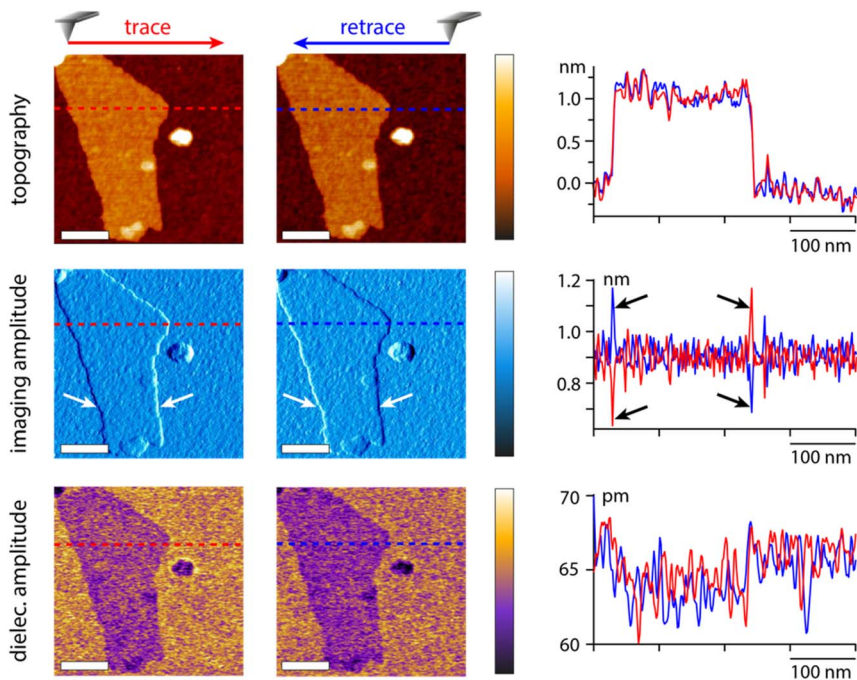 trace
retrace
topography
nm
1.0
0.5
0.0
100 nm
imaging amplitude
nm
1.2
1.0
0.8
100 nm
dielec. amplitude
pm
70
65
60
100 nm